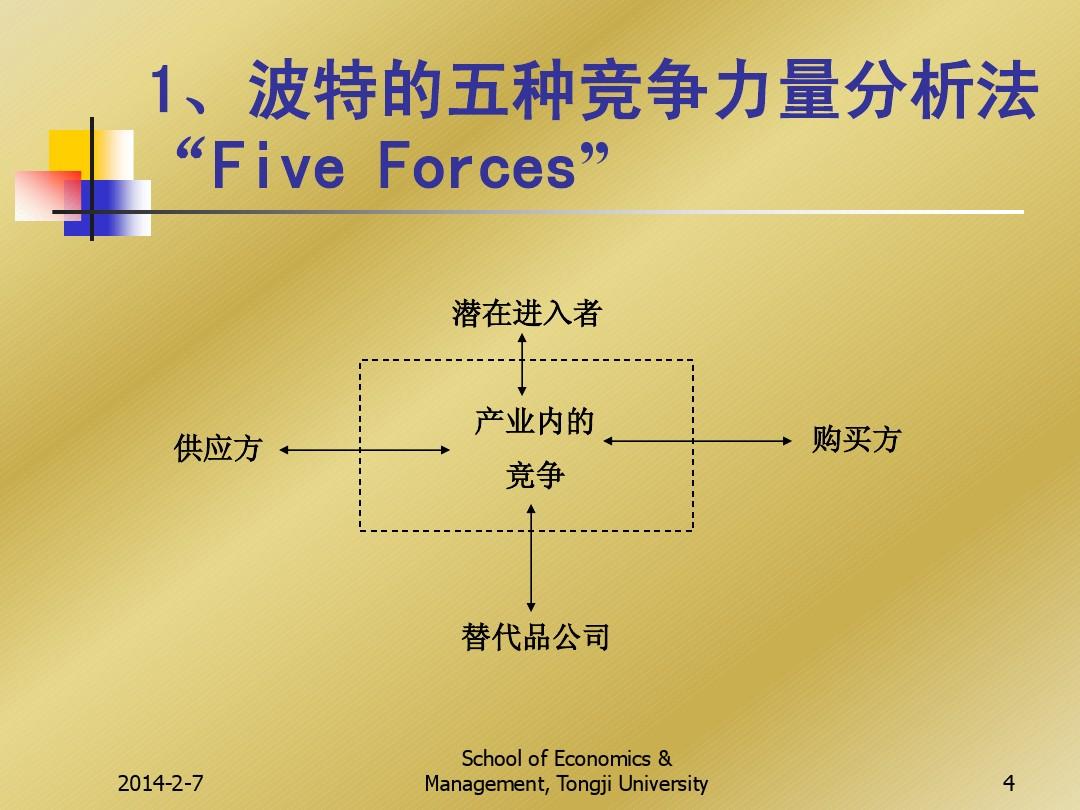 1、波特的五种竞争力量分析法
“Five Forces”
潜在进入者
产业内的
竞争
供应方
购买方
替代品公司
2014-2-7
School of Economics &
Management, Tongji University
4